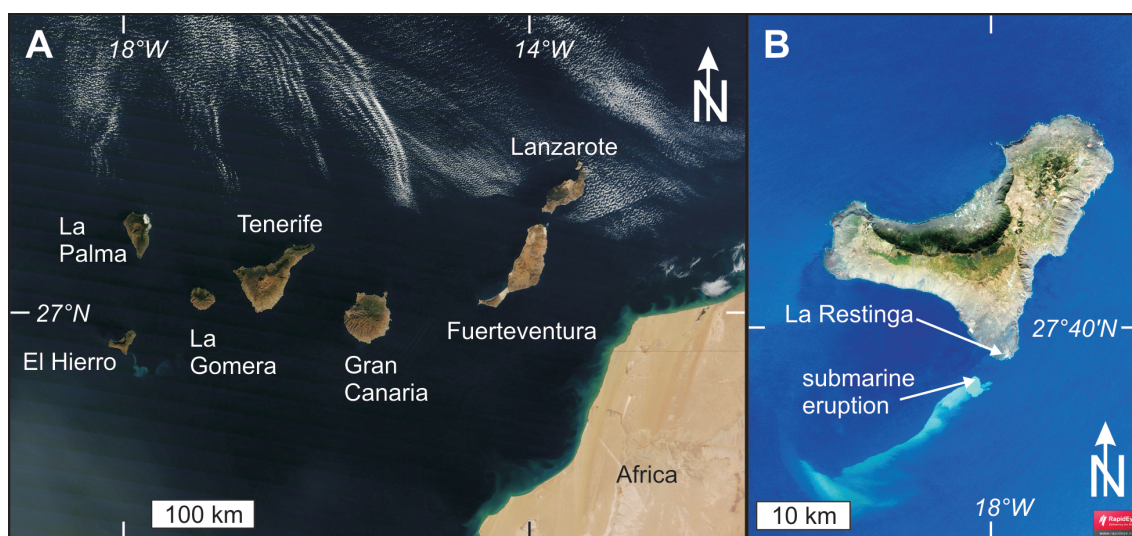 A
18°W
14°W
N
Lanzarote
La
Palma
Tenerife
27°N
El Hierro
La
Gomera
Gran
Canaria
Fuerteventura
Africa
100 km
B
La Restinga
27°40'N
submarine
eruption
N
10 km
18°W
RapidEye